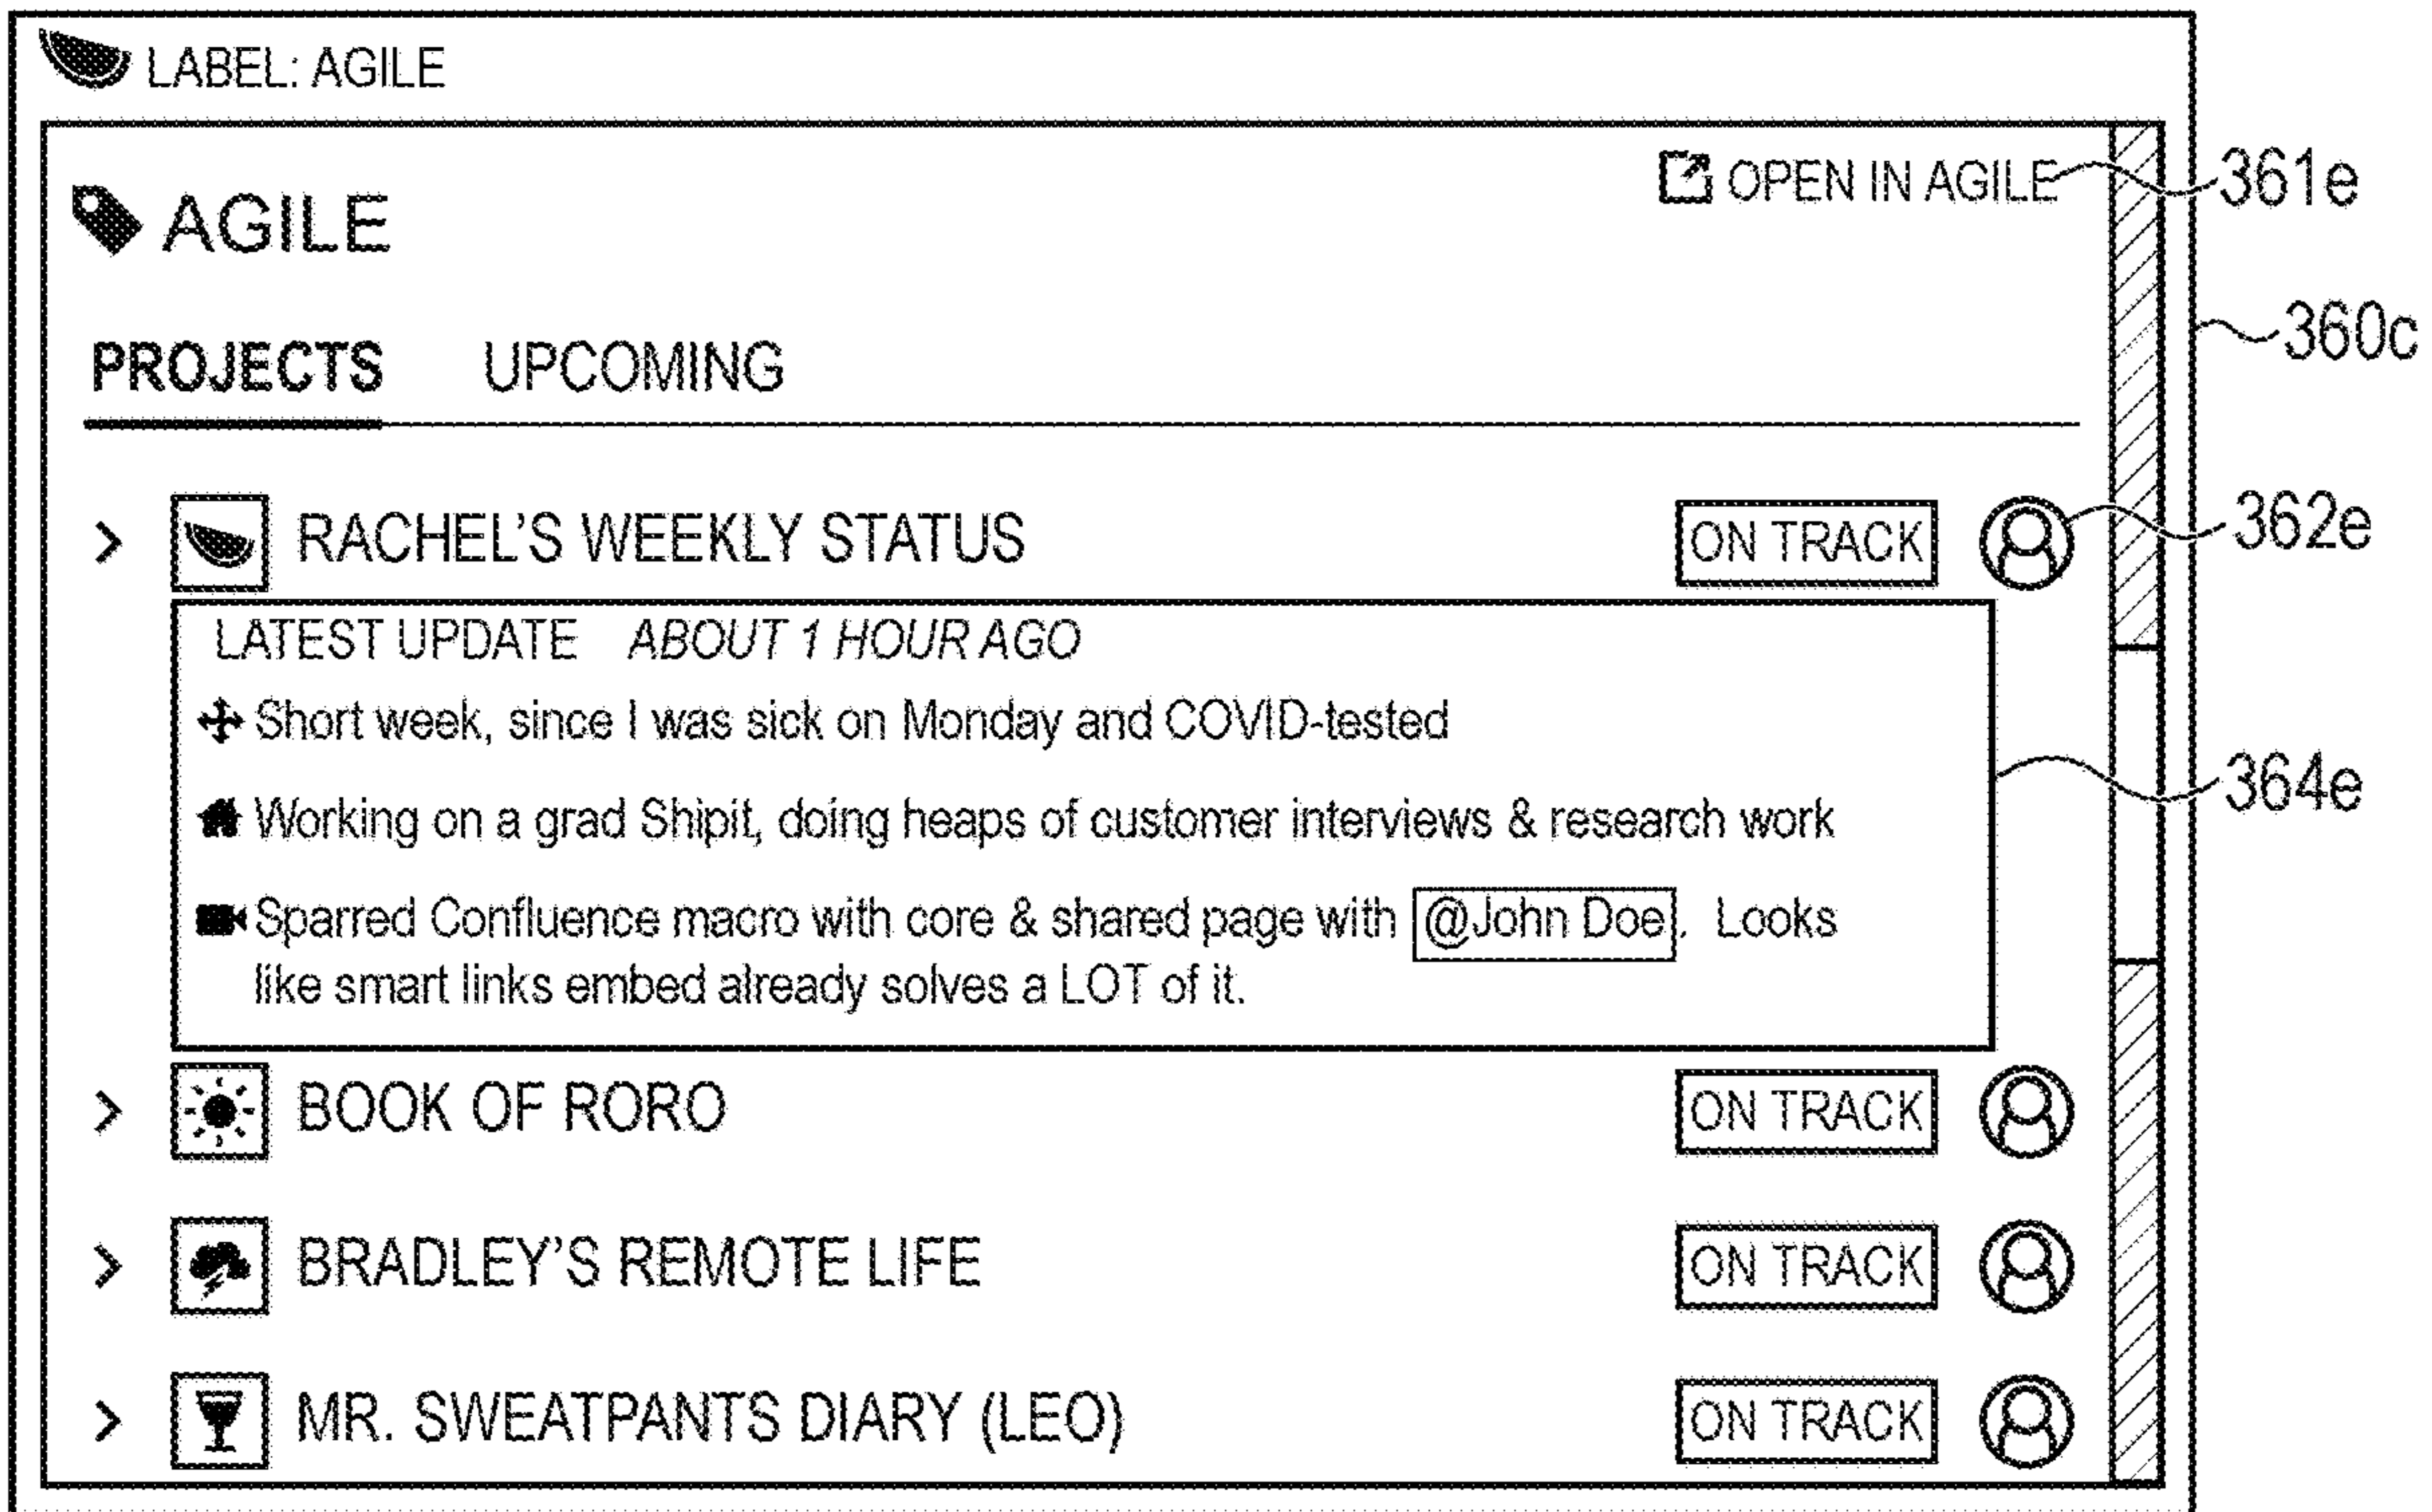 LABEL: AGILE
OPEN IN AGILE 361e
AGILE
360c
PROJECTS UPCOMING
RACHEL'S WEEKLY STATUS ON TRACK 362e
LATEST UPDATE ABOUT 1 HOUR AGO
Short week, since I was sick on Monday and COVID-tested
364e
Working on a grad Shipit, doing heaps of customer interviews & research work
Sparred Confluence macro with core & shared page with @John Doe. Looks
like smart links embed already solves a LOT of it.
BOOK OF RORO ON TRACK
BRADLEY'S REMOTE LIFE ON TRACK
MR. SWEATPANTS DIARY (LEO) ON TRACK